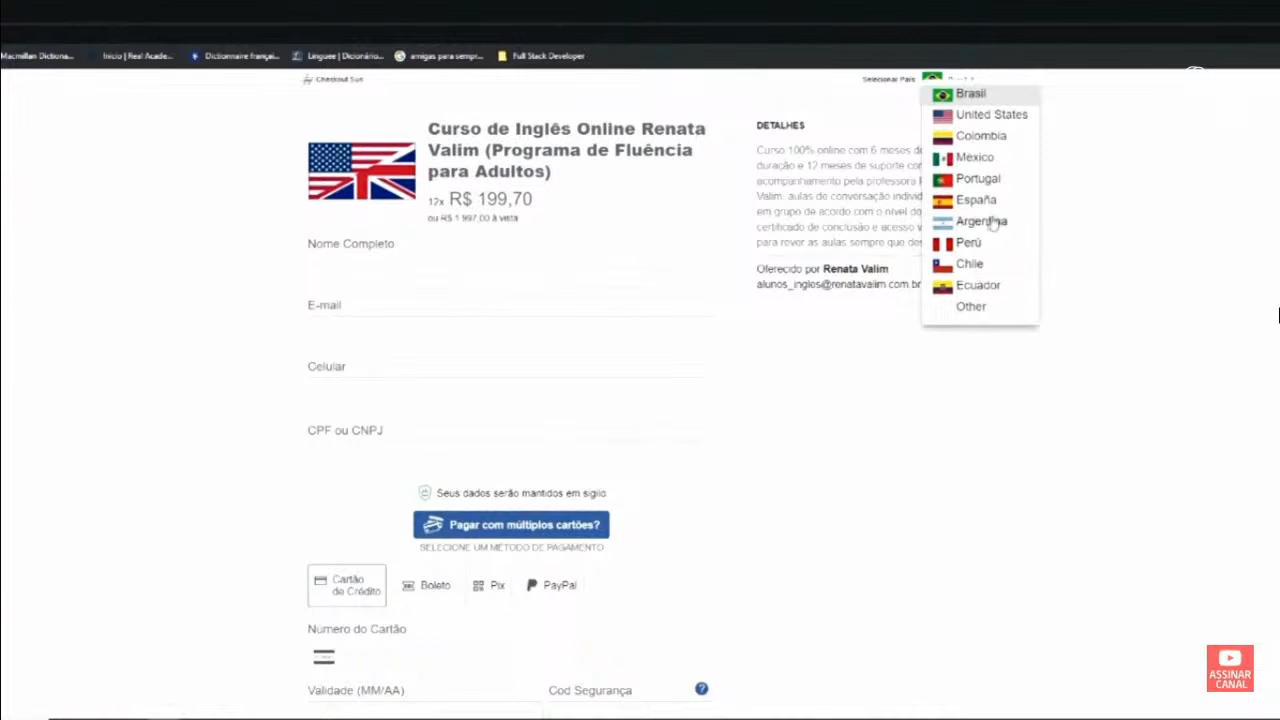 Macmillan Dictiona...
Inicio | Real Acade...
Dictionnaire françai...
Linguee | Dicionário...
amigas para sempr...
Full Stack Developer
Checkout Sun
Selecionar País
Brasil
United States
Colombia
México
Portugal
España
Argentina
Perú
Chile
Ecuador
Other
Curso de Inglês Online Renata
Valim (Programa de Fluência
para Adultos)
12x R$ 199,70
ou R$ 1.997,00 à vista
DETALHES
Curso 100% online com 6 meses de
duração e 12 meses de suporte
acompanhamento pela professora
Valim: aulas de conversação
em grupo de acordo com o nível
certificado de conclusão e acesso
para rever as aulas sempre que
Oferecido por Renata Valim
alunos_ingles@renatavalim.com.br
Nome Completo
E-mail
Celular
CPF ou CNPJ
Seus dados serão mantidos em sigilo
Pagar com múltiplos cartões?
SELECIONE UM MÉTODO DE PAGAMENTO
Cartão
de Crédito
Boleto
Pix
PayPal
Número do Cartão
Validade (MM/AA)
Cod Segurança
?
ASSINAR
CANAL